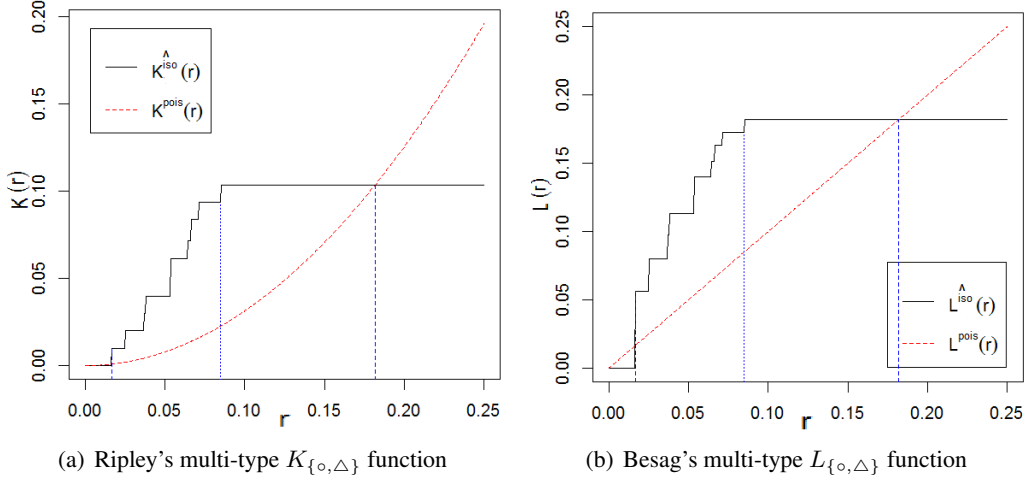 0.00 0.05 0.10 0.15 0.20
K (r)
K^iso (r)
K^pois (r)
0.00 0.05 0.10 0.15 0.20 0.25
r
(a) Ripley's multi-type K{∘,△} function
0.00 0.05 0.10 0.15 0.20 0.25
L (r)
L^iso (r)
L^pois (r)
0.00 0.05 0.10 0.15 0.20 0.25
r
(b) Besag's multi-type L{∘,△} function